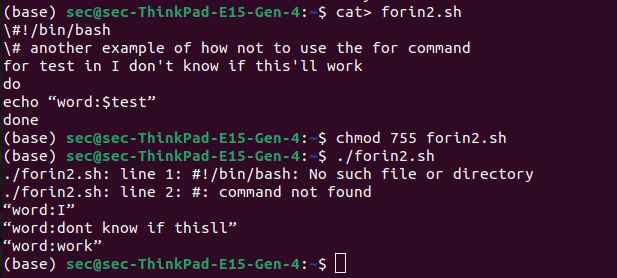 (base) sec@sec-ThinkPad-E15-Gen-4:~$ cat> forin2.sh
\#!/bin/bash
\# another example of how not to use the for command
for test in I don't know if this'll work
do
echo “word:$test”
done
(base) sec@sec-ThinkPad-E15-Gen-4:~$ chmod 755 forin2.sh
(base) sec@sec-ThinkPad-E15-Gen-4:~$ ./forin2.sh
./forin2.sh: line 1: #!/bin/bash: No such file or directory
./forin2.sh: line 2: #: command not found
“word:I”
“word:dont know if thisll”
“word:work”
(base) sec@sec-ThinkPad-E15-Gen-4:~$